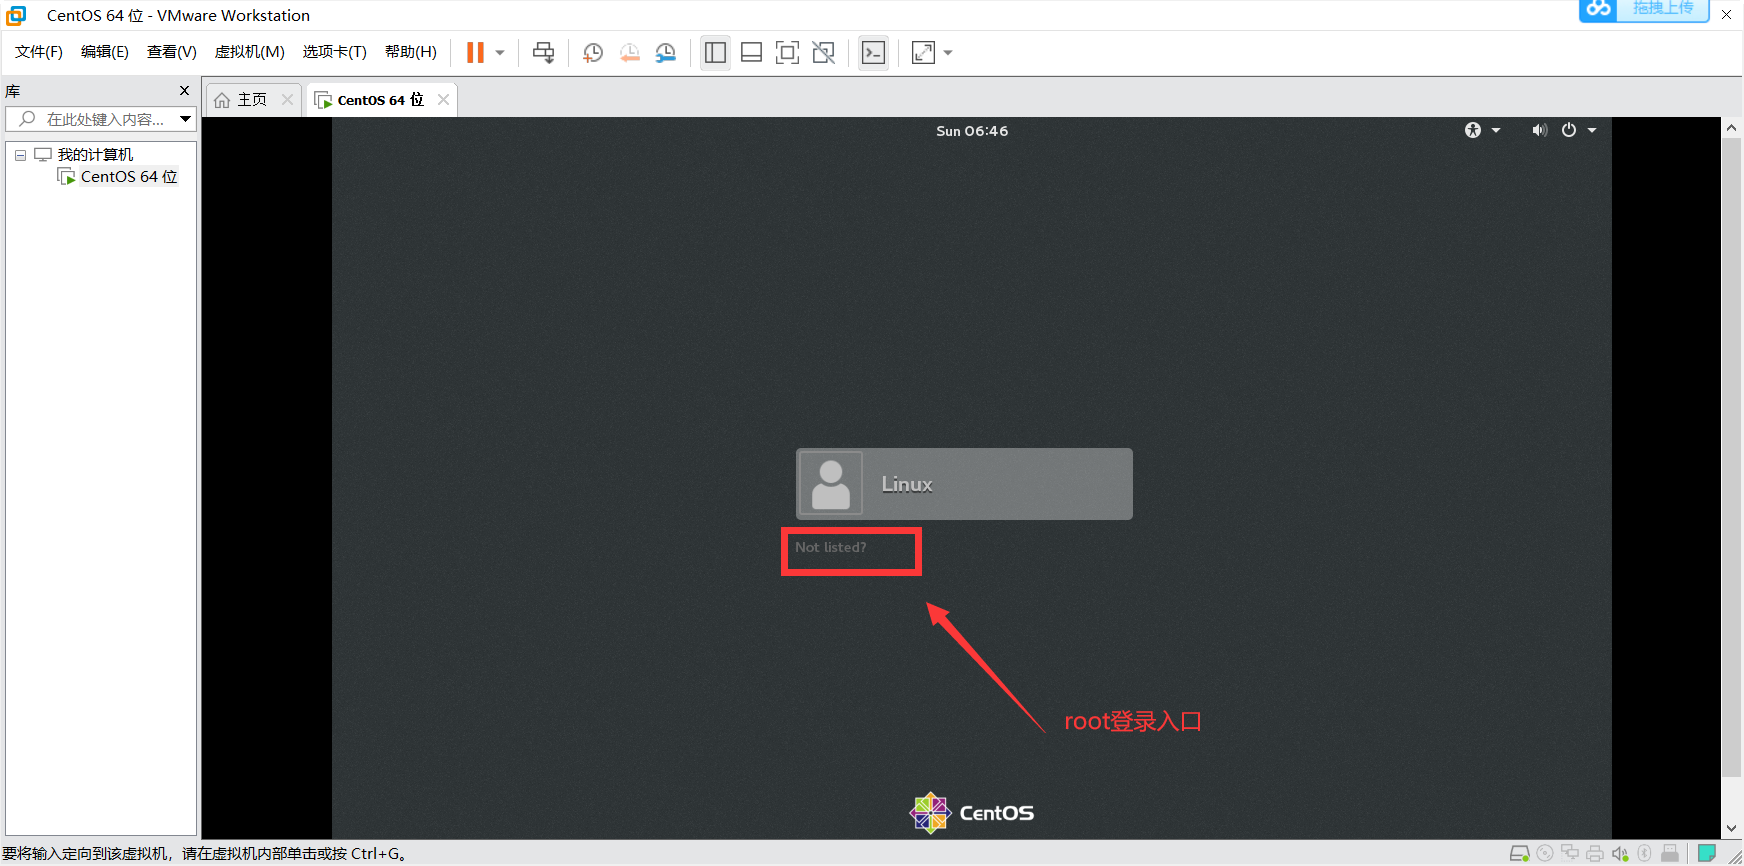 CentOS 64 位 - VMware Workstation
拖拽上传
文件(F) 编辑(E) 查看(V) 虚拟机(M) 选项卡(T) 帮助(H)
库
主页
CentOS 64 位
在此处键入内容...
我的计算机
CentOS 64 位
Sun 06:46
Linux
Not listed?
root登录入口
CentOS
要将输入定向到该虚拟机，请在虚拟机内部单击或按 Ctrl+G。